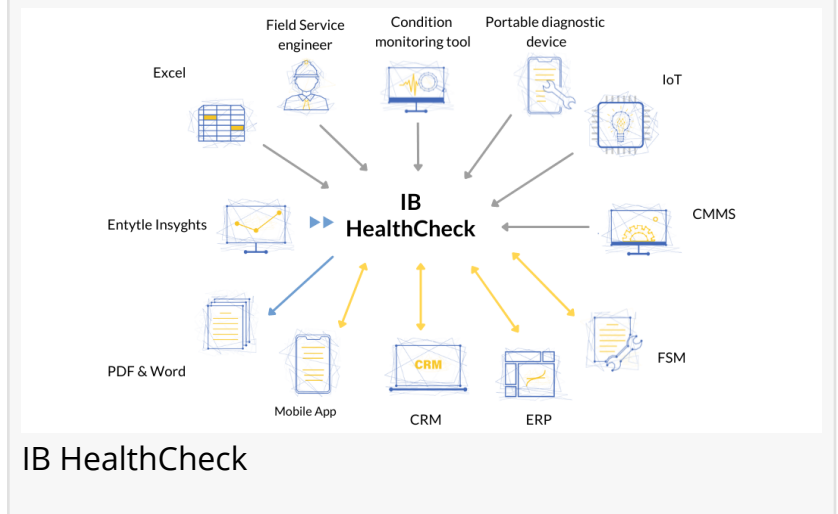 Field Service
engineer
Condition
monitoring tool
Portable diagnostic
device
Excel
IoT
IB
HealthCheck
Entytle Insyghts
CMMS
PDF & Word
Mobile App
CRM
CRM
ERP
FSM
IB HealthCheck